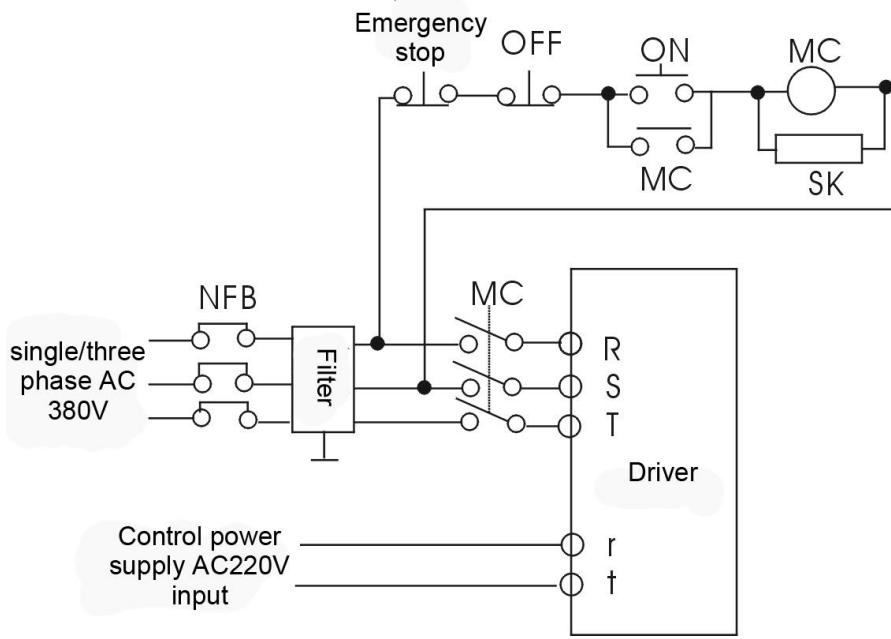 Emergency
stop
OFF
ON
MC
MC
SK
NFB
MC
single/three
phase AC
380V
Filter
R
S
T
Driver
Control power
supply AC220V
input
r
t